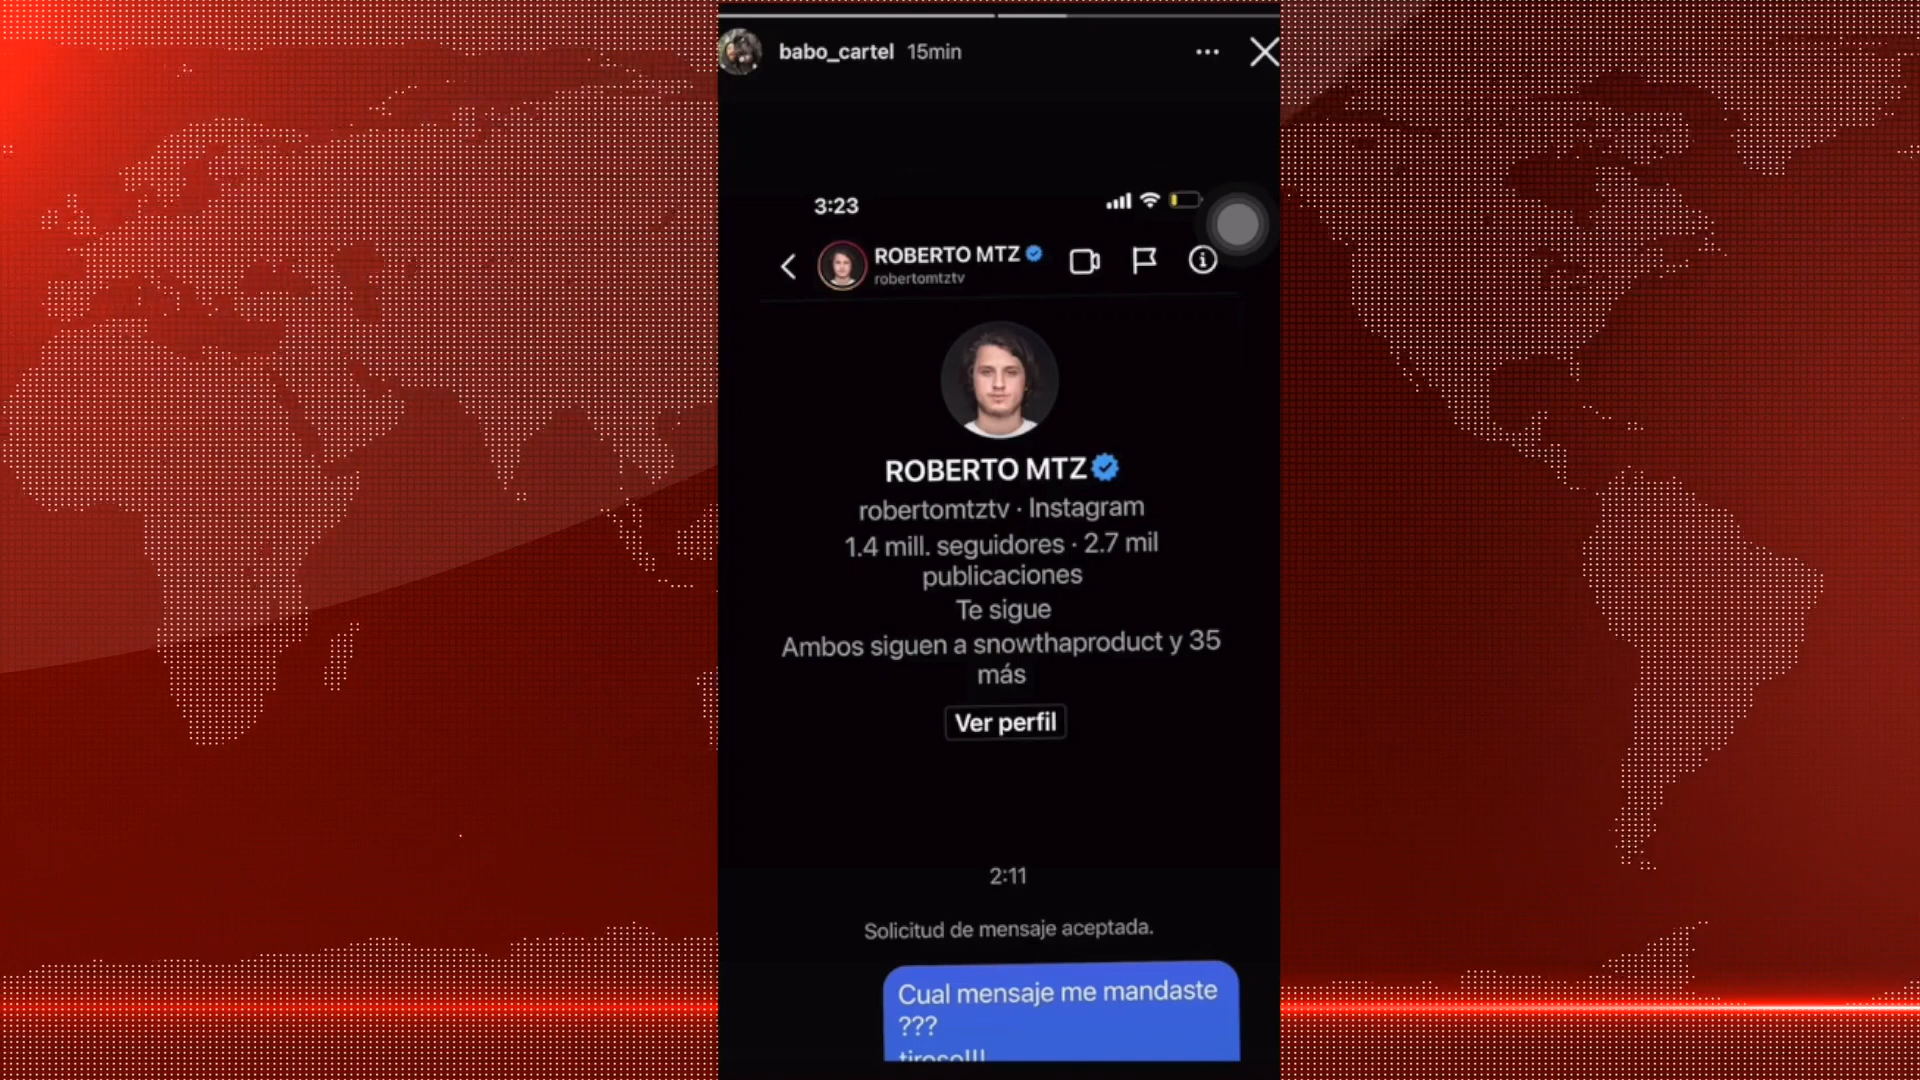 babo_cartel 15min
3:23
ROBERTO MTZ
robertomtztv
ROBERTO MTZ
robertomtztv · Instagram
1.4 mill. seguidores · 2.7 mil
publicaciones
Te sigue
Ambos siguen a snowthaproduct y 35
más
Ver perfil
2:11
Solicitud de mensaje aceptada.
Cual mensaje me mandaste
???
tiroso!!!